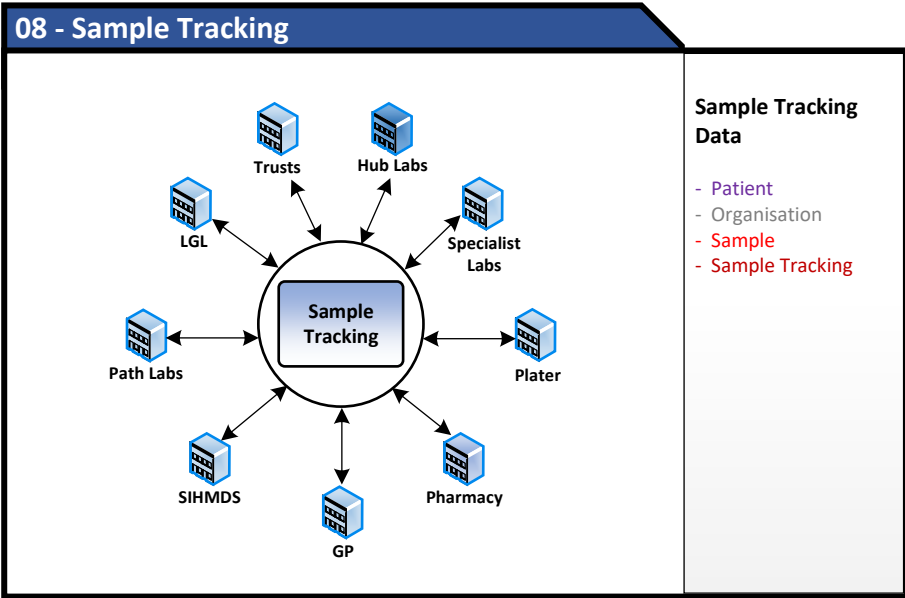 08 - Sample Tracking
Trusts
Hub Labs
LGL
Specialist
Labs
Sample
Tracking
Path Labs
Plater
SIHMDS
Pharmacy
GP
Sample Tracking
Data
- Patient
- Organisation
- Sample
- Sample Tracking